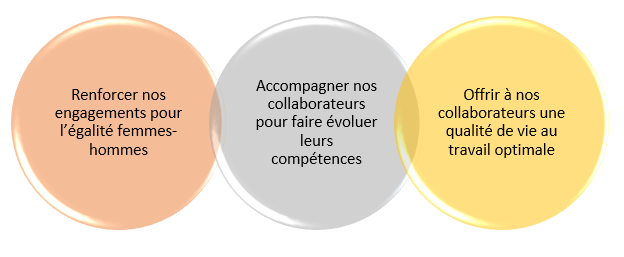 Renforcer nos
engagements pour
l’égalité femmes-
hommes
Accompagner nos
collaborateurs
pour faire évoluer
leurs
compétences
Offrir à nos
collaborateurs une
qualité de vie au
travail optimale